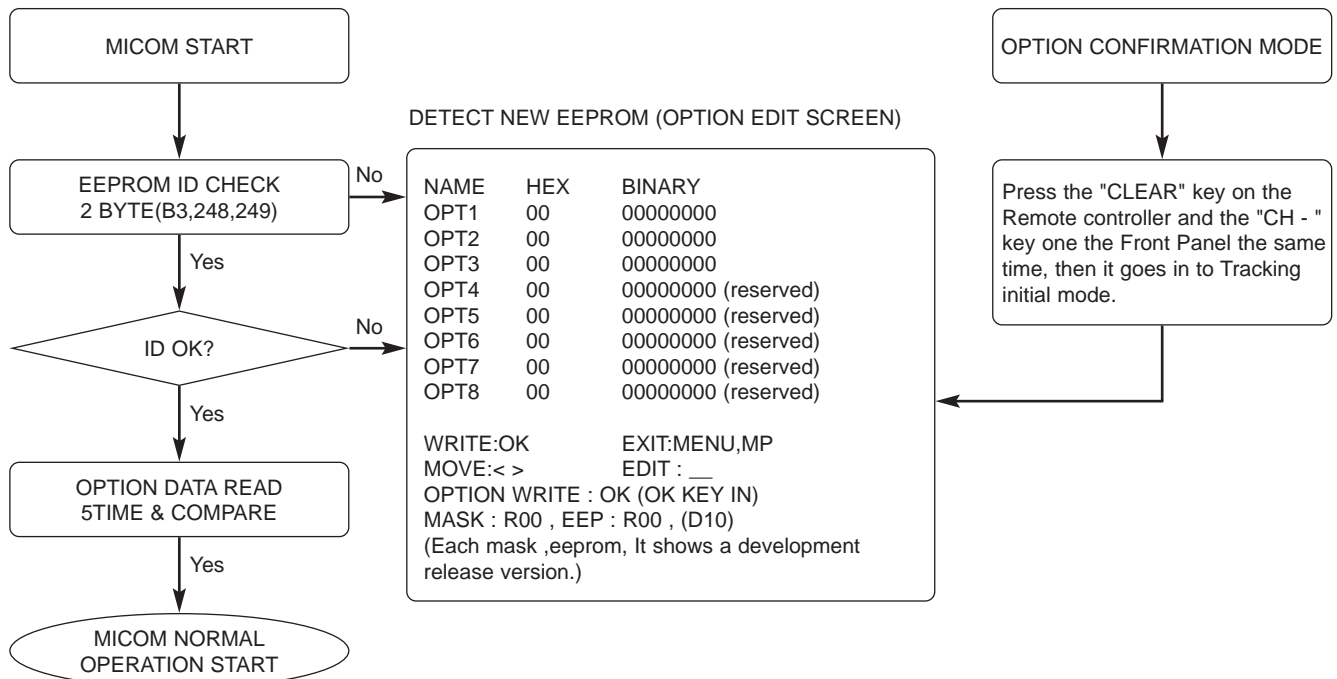 MICOM START
OPTION CONFIRMATION MODE
DETECT NEW EEPROM (OPTION EDIT SCREEN)
EEPROM ID CHECK
2 BYTE(B3,248,249)
No
Yes
ID OK?
No
Yes
OPTION DATA READ
5TIME & COMPARE
Yes
MICOM NORMAL
OPERATION START
NAME HEX BINARY
OPT1 00 00000000
OPT2 00 00000000
OPT3 00 00000000
OPT4 00 00000000 (reserved)
OPT5 00 00000000 (reserved)
OPT6 00 00000000 (reserved)
OPT7 00 00000000 (reserved)
OPT8 00 00000000 (reserved)
WRITE:OK EXIT:MENU,MP
MOVE:< > EDIT : __
OPTION WRITE : OK (OK KEY IN)
MASK : R00 , EEP : R00 , (D10)
(Each mask ,eeprom, It shows a development
release version.)
Press the "CLEAR" key on the
Remote controller and the "CH - "
key one the Front Panel the same
time, then it goes in to Tracking
initial mode.